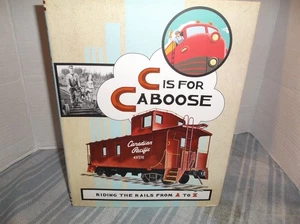 C IS FOR
CABOOSE
Canadian
Pacific
RIDING THE RAILS FROM A TO Z